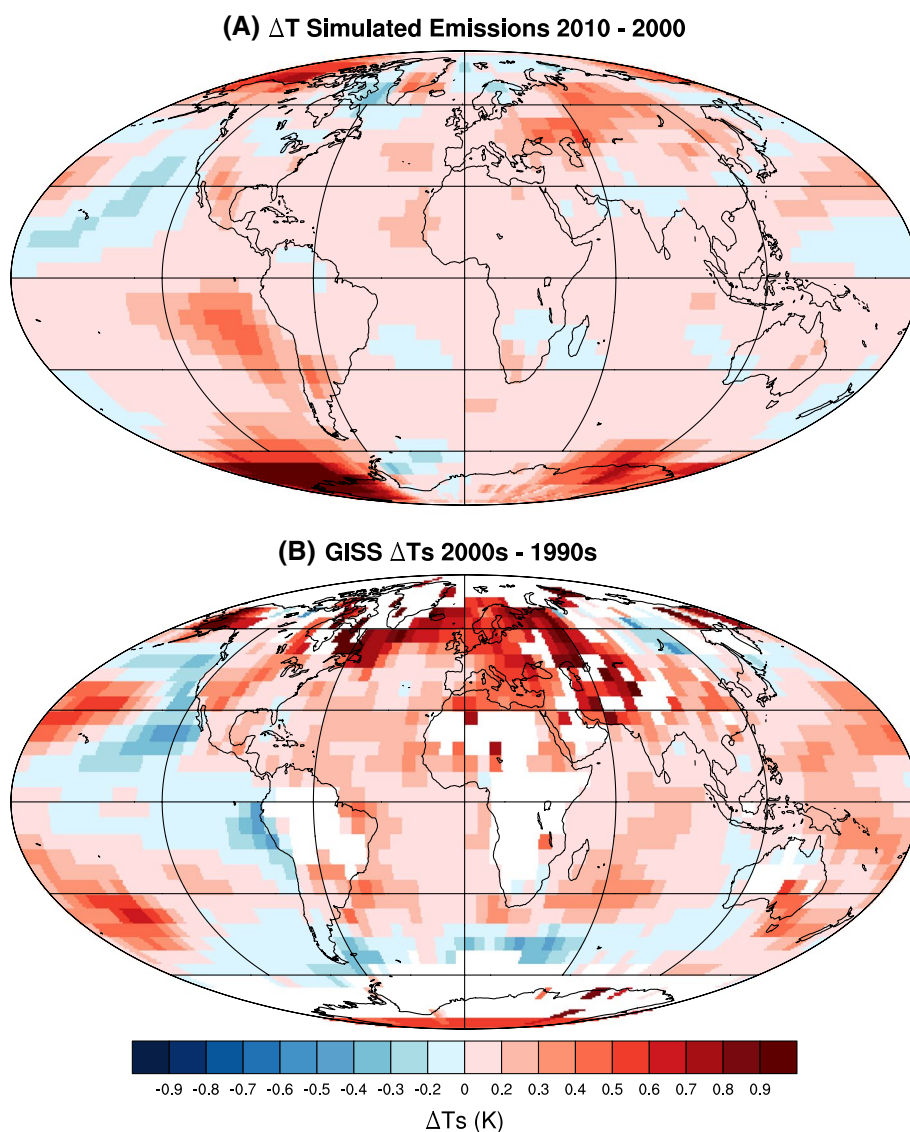 (A) ΔT Simulated Emissions 2010 - 2000
(B) GISS ΔTs 2000s - 1990s
-0.9 -0.8 -0.7 -0.6 -0.5 -0.4 -0.3 -0.2 0 0.2 0.3 0.4 0.5 0.6 0.7 0.8 0.9
ΔTs (K)